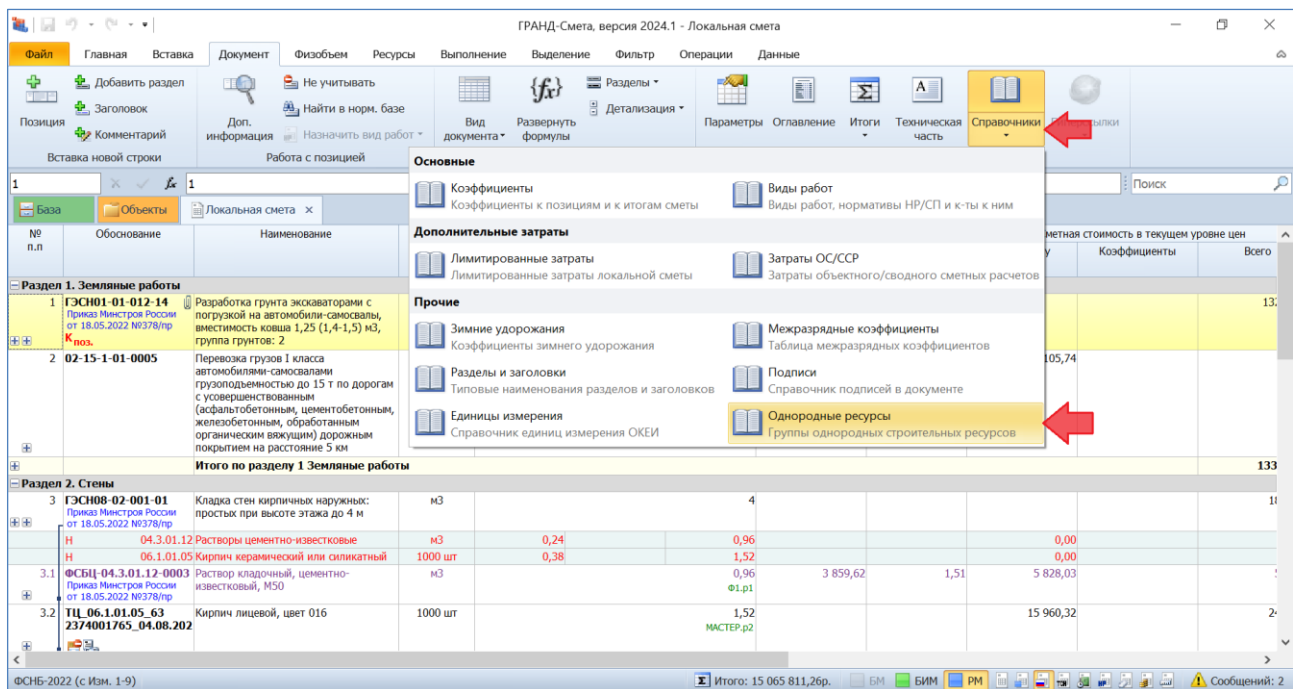 ГРАНД-Смета, версия 2024.1 - Локальная смета
Файл Главная Вставка Документ Физобъем Ресурсы Выполнение Выделение Фильтр Операции Данные
Позиция
Добавить раздел
Заголовок
Комментарий
Вставка новой строки
Доп. информация
Не учитывать
Найти в норм. базе
Назначить вид работ
Работа с позицией
Вид документа
{fx} Развернуть формулы
Разделы
Детализация
Параметры
Оглавление
Σ Итоги
A Техническая часть
Справочники
1 fx 1 Поиск
База Объекты Локальная смета ×
Основные
Коэффициенты
Коэффициенты к позициям и к итогам сметы
Виды работ
Виды работ, нормативы НР/СП и к-ты к ним
Дополнительные затраты
Лимитированные затраты
Лимитированные затраты локальной сметы
Затраты ОС/ССР
Затраты объектного/сводного сметных расчетов
Прочие
Зимние удорожания
Коэффициенты зимнего удорожания
Межразрядные коэффициенты
Таблица межразрядных коэффициентов
Разделы и заголовки
Типовые наименования разделов и заголовков
Подписи
Справочник подписей в документе
Единицы измерения
Справочник единиц измерения ОКЕИ
Однородные ресурсы
Группы однородных строительных ресурсов
№ п.п Обоснование Наименование
стоимость в текущем уровне цен
Коэффициенты Всего
Раздел 1. Земляные работы
1 ГЭСН01-01-012-14
Приказ Минстроя России
от 18.05.2022 №378/пр
Кпоз.
Разработка грунта экскаваторами с
погрузкой на автомобили-самосвалы,
вместимость ковша 1,25 (1,4-1,5) м3,
группа грунтов: 2
2 02-15-1-01-0005
Перевозка грузов I класса
автомобилями-самосвалами
грузоподъемностью до 15 т по дорогам
с усовершенствованным
(асфальтобетонным, цементобетонным,
железобетонным, обработанным
органическим вяжущим) дорожным
покрытием на расстояние 5 км
105,74
Итого по разделу 1 Земляные работы 133
Раздел 2. Стены
3 ГЭСН08-02-001-01
Приказ Минстроя России
от 18.05.2022 №378/пр
Кладка стен кирпичных наружных:
простых при высоте этажа до 4 м
м3 4
Н 04.3.01.12 Растворы цементно-известковые м3 0,24 0,96 0,00
Н 06.1.01.05 Кирпич керамический или силикатный 1000 шт 0,38 1,52 0,00
3.1 ФСБЦ-04.3.01.12-0003
Приказ Минстроя России
от 18.05.2022 №378/пр
Раствор кладочный, цементно-
известковый, М50
м3 0,96 3 859,62 1,51 5 828,03
Ф1.р1
3.2 ТЦ_06.1.01.05_63
2374001765_04.08.202
Кирпич лицевой, цвет 016 1000 шт 1,52 15 960,32
МАСТЕР.р2
ФСНБ-2022 (с Изм. 1-9) Σ Итого: 15 065 811,26р. БМ БИМ РМ Сообщений: 2